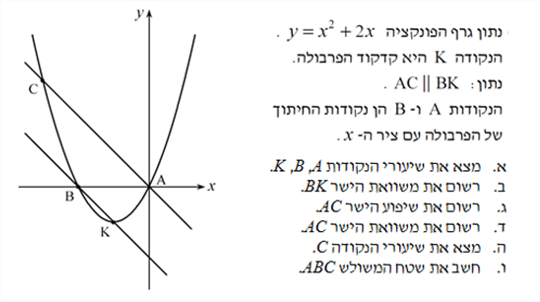 נתון גרף הפונקציה y = x² + 2x .
הנקודה K היא קדקוד הפרבולה.
נתון: AC || BK .
הנקודות A ו- B הן נקודות החיתוך
של הפרבולה עם ציר ה- x.
א. מצא את שיעורי הנקודות K ,B ,A.
ב. רשום את משוואת הישר BK.
ג. רשום את שיפוע הישר AC.
ד. רשום את משוואת הישר AC.
ה. מצא את שיעורי הנקודה C.
ו. חשב את שטח המשולש ABC.
y
C
A
B
x
K